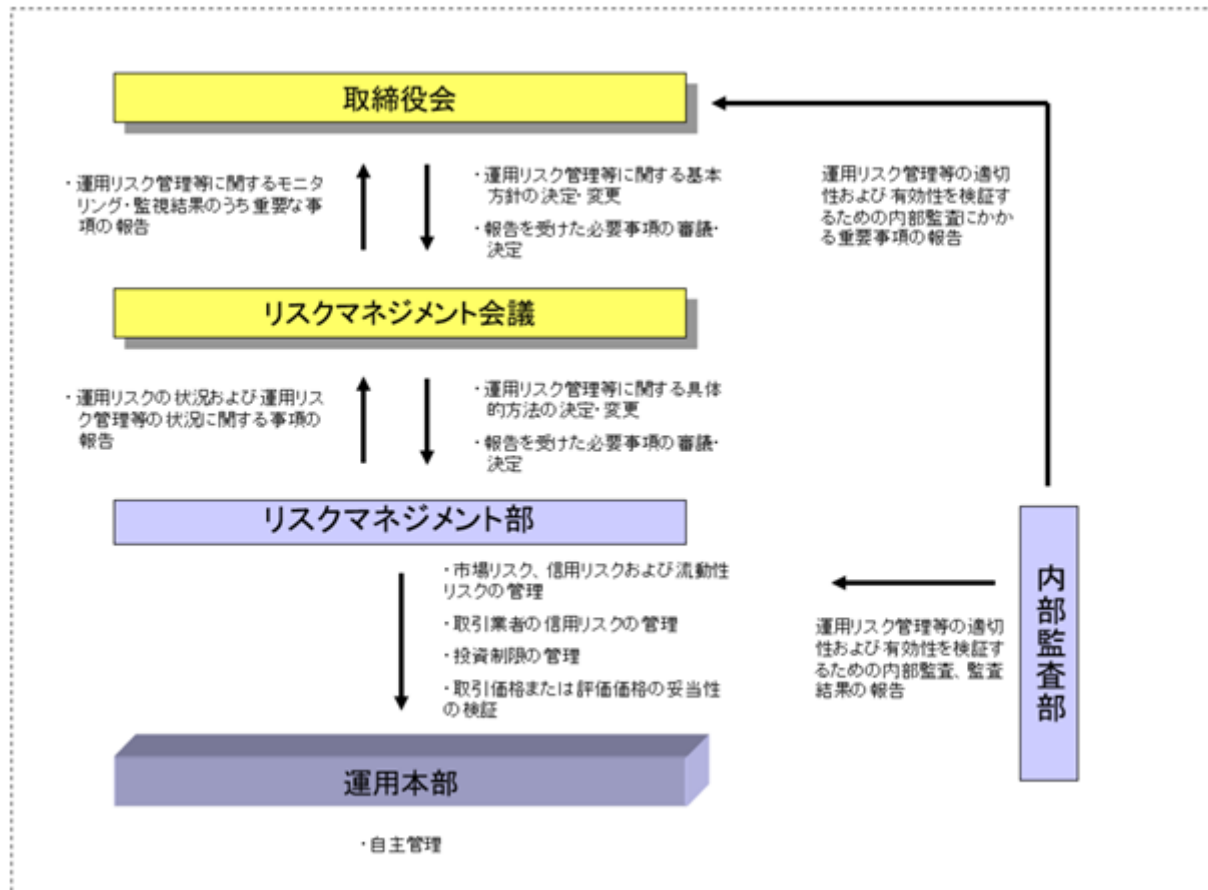 取締役会
・運用リスク管理等に関するモニタ
リング・監視結果のうち重要な事
項の報告
・運用リスク管理等に関する基本
方針の決定・変更
・報告を受けた必要事項の審議・
決定
運用リスク管理等の適切
性および有効性を検証す
るための内部監査にかか
る重要事項の報告
リスクマネジメント会議
・運用リスクの状況および運用リス
ク管理等の状況に関する事項の
報告
・運用リスク管理等に関する具体
的方法の決定・変更
・報告を受けた必要事項の審議・
決定
リスクマネジメント部
・市場リスク、信用リスクおよび流動性
リスクの管理
・取引業者の信用リスクの管理
・投資制限の管理
・取引価格または評価価格の妥当性
の検証
運用リスク管理等の適切
性および有効性を検証す
るための内部監査、監査
結果の報告
内部監査部
運用本部
・自主管理